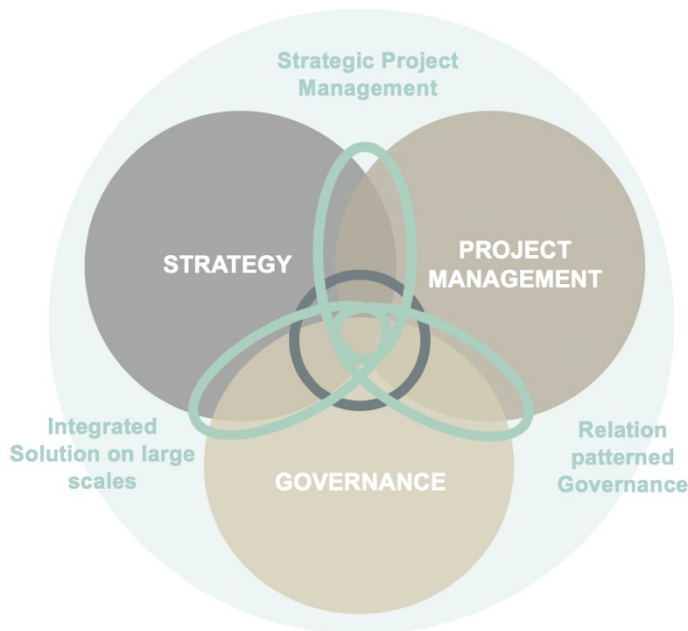 Strategic Project
Management
STRATEGY
PROJECT
MANAGEMENT
Integrated
Solution on large
scales
Relation
patterned
Governance
GOVERNANCE